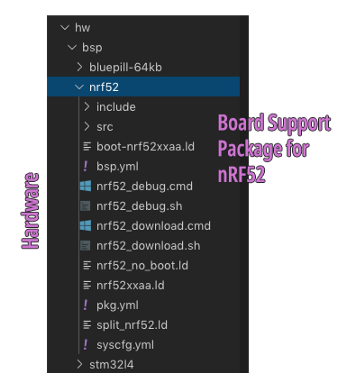 hw
bsp
bluepill-64kb
nrf52
include
src
boot-nrf52xxaa.ld
bsp.yml
nrf52_debug.cmd
nrf52_debug.sh
nrf52_download.cmd
nrf52_download.sh
nrf52_no_boot.ld
nrf52xxaa.ld
pkg.yml
split_nrf52.ld
syscfg.yml
stm32l4
Hardware
Board Support
Package for
nRF52